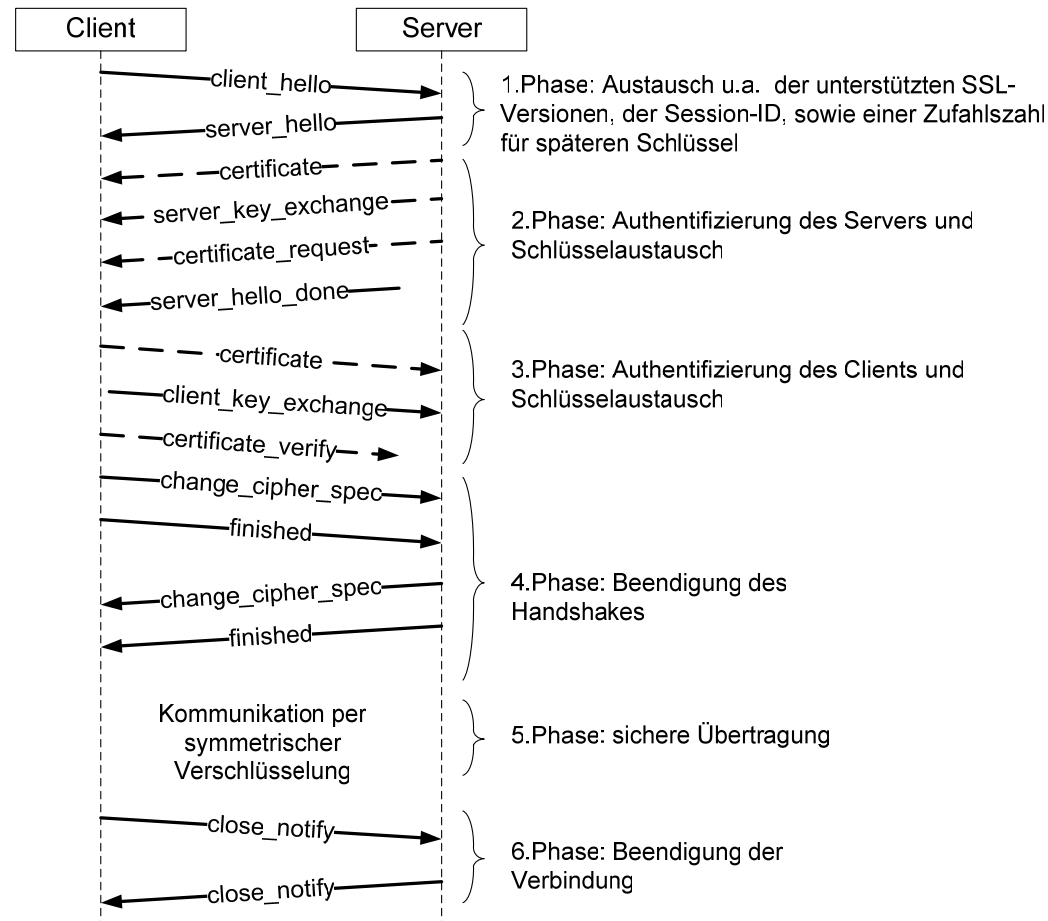 Client
Server
client_hello
server_hello
1.Phase: Austausch u.a. der unterstützten SSL-
Versionen, der Session-ID, sowie einer Zufahlszahl
für späteren Schlüssel
certificate
server_key_exchange
certificate_request
server_hello_done
2.Phase: Authentifizierung des Servers und
Schlüsselaustausch
certificate
client_key_exchange
certificate_verify
3.Phase: Authentifizierung des Clients und
Schlüsselaustausch
change_cipher_spec
finished
change_cipher_spec
finished
4.Phase: Beendigung des
Handshakes
Kommunikation per
symmetrischer
Verschlüsselung
5.Phase: sichere Übertragung
close_notify
close_notify
6.Phase: Beendigung der
Verbindung